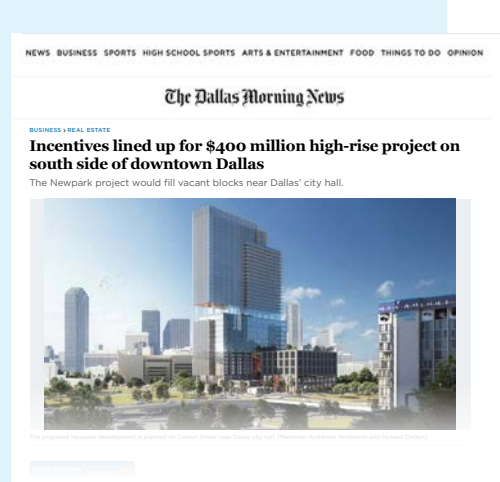 NEWS BUSINESS SPORTS HIGH SCHOOL SPORTS ARTS & ENTERTAINMENT FOOD THINGS TO DO OPINION
The Dallas Morning News
BUSINESS > REAL ESTATE
Incentives lined up for $400 million high-rise project on
south side of downtown Dallas
The Newpark project would fill vacant blocks near Dallas' city hall.
The proposed Newpark development is planned on Canton Street near Dallas city hall. (Merriman Anderson Architects and